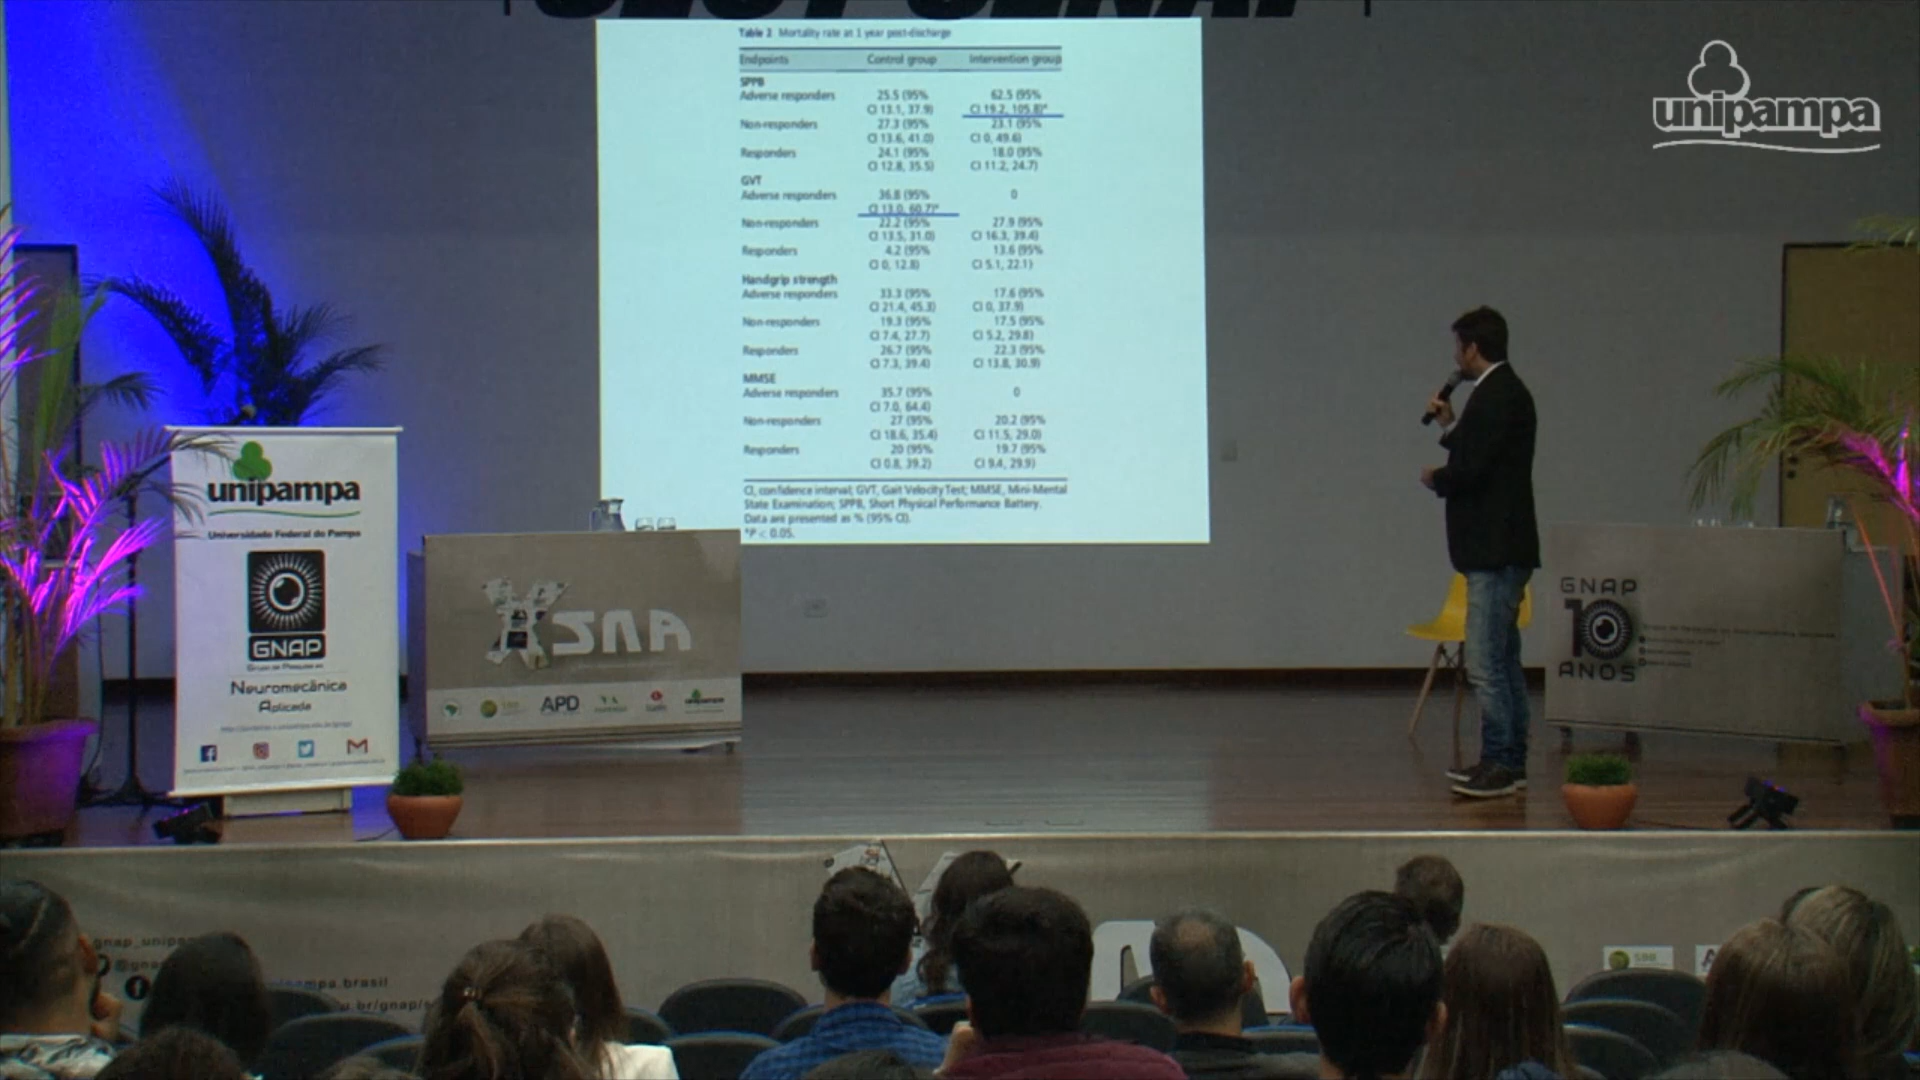 Table 2 Mortality rate at 1 year post-discharge
Endpoints Control group Intervention group
SPPB
Adverse responders 25.5 (95% 62.5 (95%
CI 13.1, 37.9) CI 19.2, 105.8)*
Non-responders 27.3 (95% 23.1 (95%
CI 13.6, 41.0) CI 0, 49.6)
Responders 24.1 (95% 18.0 (95%
CI 12.8, 35.5) CI 11.2, 24.7)
GVT
Adverse responders 36.8 (95% 0
CI 13.0, 60.7)*
Non-responders 22.2 (95% 27.9 (95%
CI 13.5, 31.0) CI 16.3, 39.4)
Responders 4.2 (95% 13.6 (95%
CI 0, 12.8) CI 5.1, 22.1)
Handgrip strength
Adverse responders 33.3 (95% 17.6 (95%
CI 21.4, 45.3) CI 0, 37.9)
Non-responders 19.3 (95% 17.5 (95%
CI 7.4, 27.7) CI 5.2, 29.8)
Responders 26.7 (95% 22.3 (95%
CI 7.3, 39.4) CI 13.8, 30.9)
MMSE
Adverse responders 35.7 (95% 0
CI 7.0, 64.4)
Non-responders 27 (95% 20.2 (95%
CI 18.6, 35.4) CI 11.5, 29.0)
Responders 20 (95% 19.7 (95%
CI 0.8, 39.2) CI 9.4, 29.9)
CI, confidence interval; GVT, Gait Velocity Test; MMSE, Mini-Mental
State Examination; SPPB, Short Physical Performance Battery.
Data are presented as % (95% CI).
*P < 0.05.
unipampa
unipampa
Universidade Federal do Pampa
GNAP
Grupo de Pesquisa em
Neuromecânica
Aplicada
XSNA
APD
unipampa
GNAP
10
ANOS
gnap_unipa
mpa.brasil
u.br/gnap/s
SBB